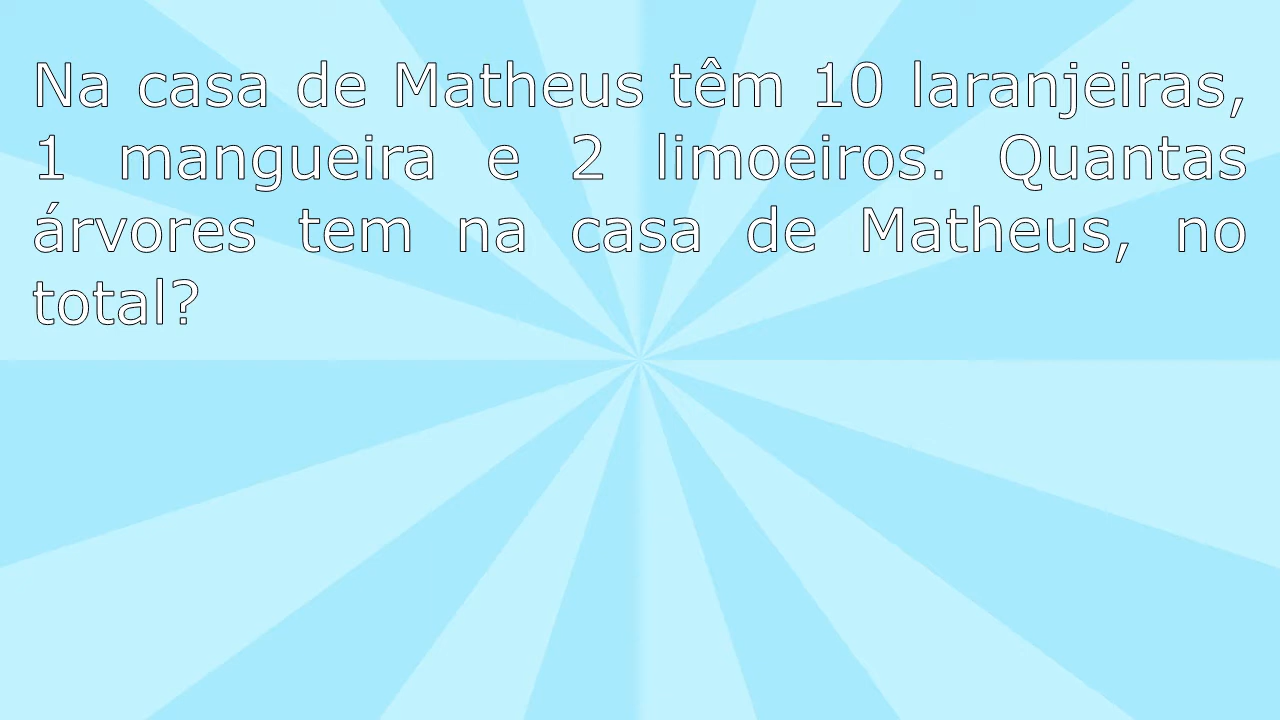 Na casa de Matheus têm 10 laranjeiras,
1 mangueira e 2 limoeiros. Quantas
árvores tem na casa de Matheus, no
total?